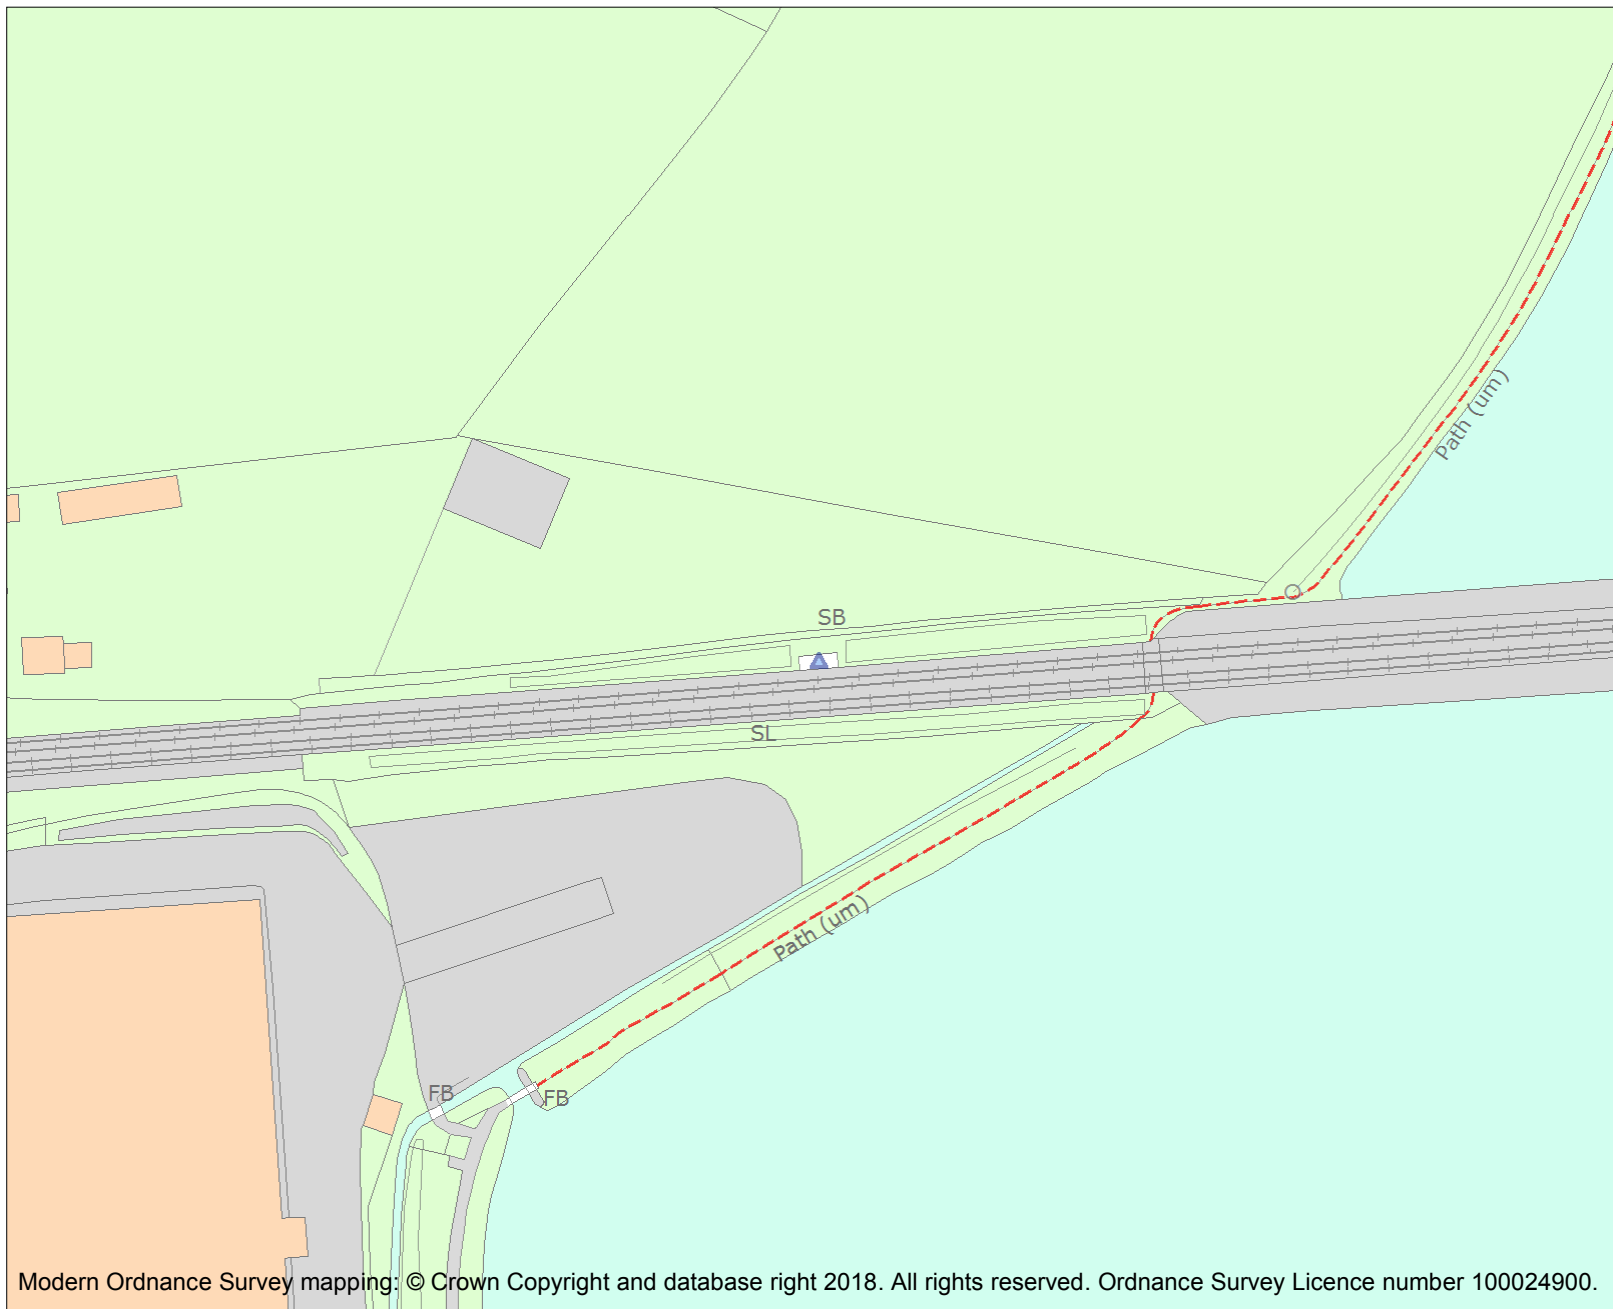 Path (um)
SB
SL
Path (um)
FB
FB
Modern Ordnance Survey mapping: © Crown Copyright and database right 2018. All rights reserved. Ordnance Survey Licence number 100024900.